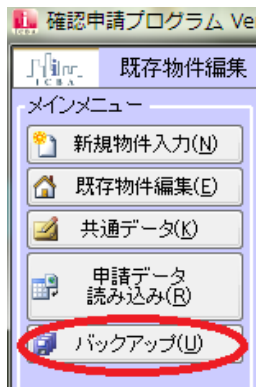 確認申請プログラム Ve
ICBA
既存物件編集
メインメニュー
新規物件入力(N)
既存物件編集(E)
共通データ(K)
申請データ
読み込み(R)
バックアップ(U)